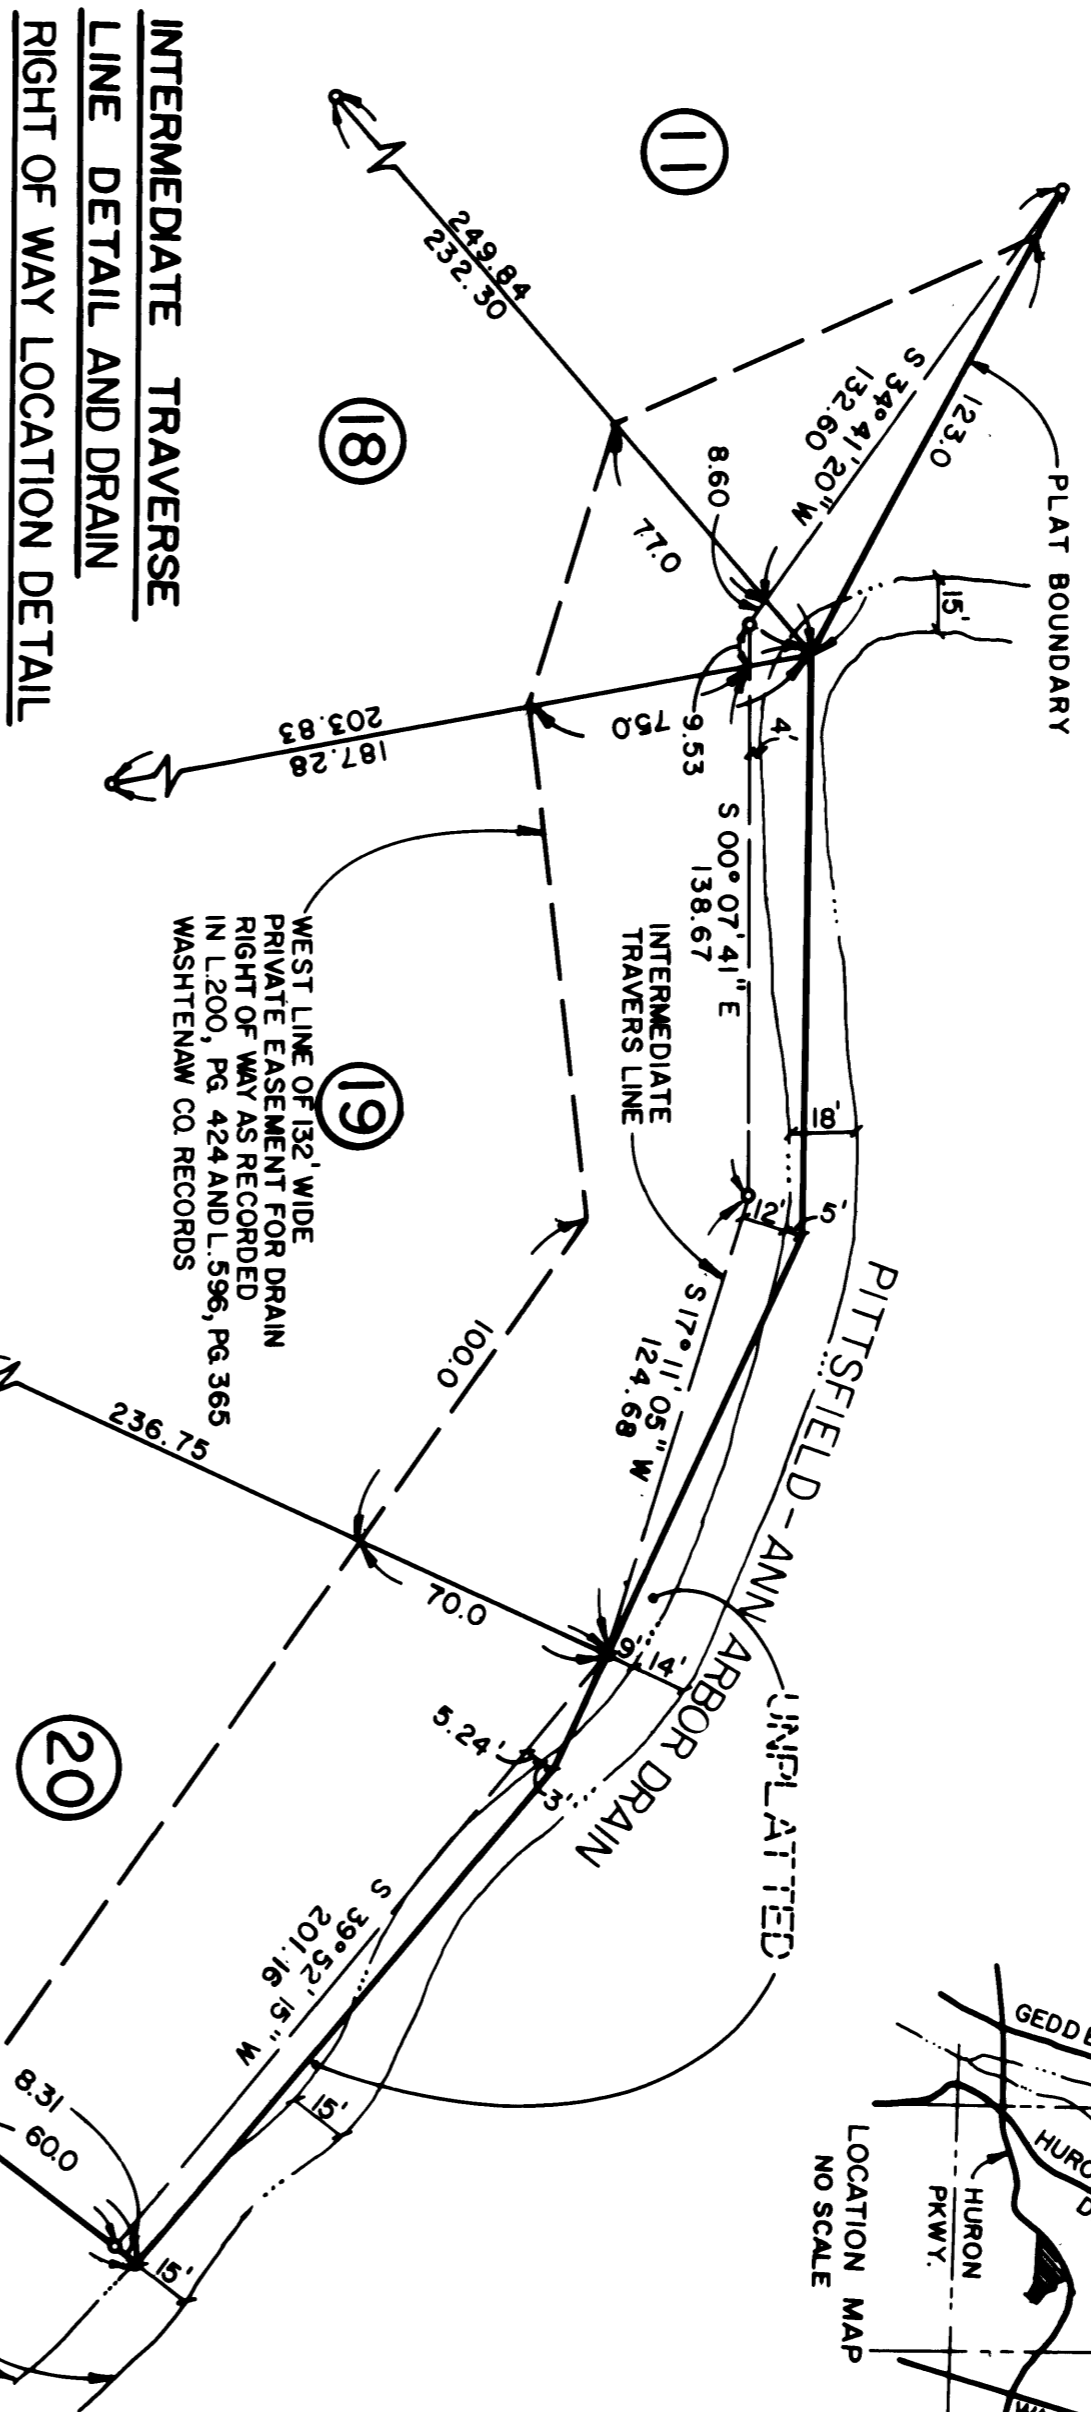 INTERMEDIATE TRAVERSE
LINE DETAIL AND DRAIN
RIGHT OF WAY LOCATION DETAIL
11
18
19
20
249.84
232.30
S 34° 41' 20" W
132.60
123.0
PLAT BOUNDARY
8.60
77.0
15'
203.83
187.28
75.0
9.53
4'
S 00° 07' 41" E
138.67
INTERMEDIATE
TRAVERS LINE
18'
12'
5'
WEST LINE OF 132' WIDE
PRIVATE EASEMENT FOR DRAIN
RIGHT OF WAY AS RECORDED
IN L.200, PG. 424 AND L. 596, PG. 365
WASHTENAW CO. RECORDS
S 17° 11' 05" W
124.68
100.0
236.75
70.0
PITTSFIELD-ANN ARBOR DRAIN
9'
14'
UNPLATTED
5.24'
3'
S 39° 52' 15" W
201.16
15'
8.31
60.0
15'
HURON
PKWY.
LOCATION MAP
NO SCALE